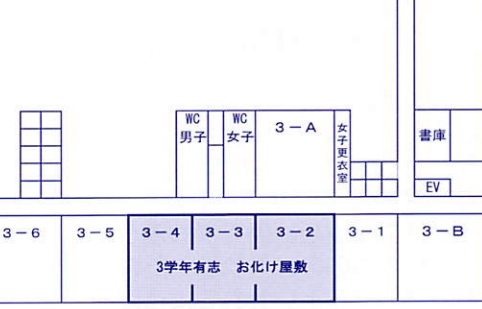 WC
男子
WC
女子
3－A
女子更衣室
書庫
EV
3－6
3－5
3－4
3－3
3－2
3－1
3－B
3学年有志　お化け屋敷